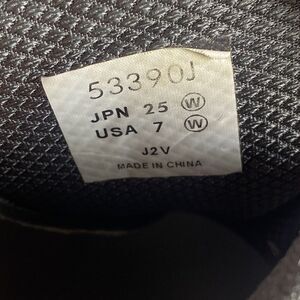 53390J
JPN 25 Ⓦ
USA 7 Ⓦ
J2V
MADE IN CHINA